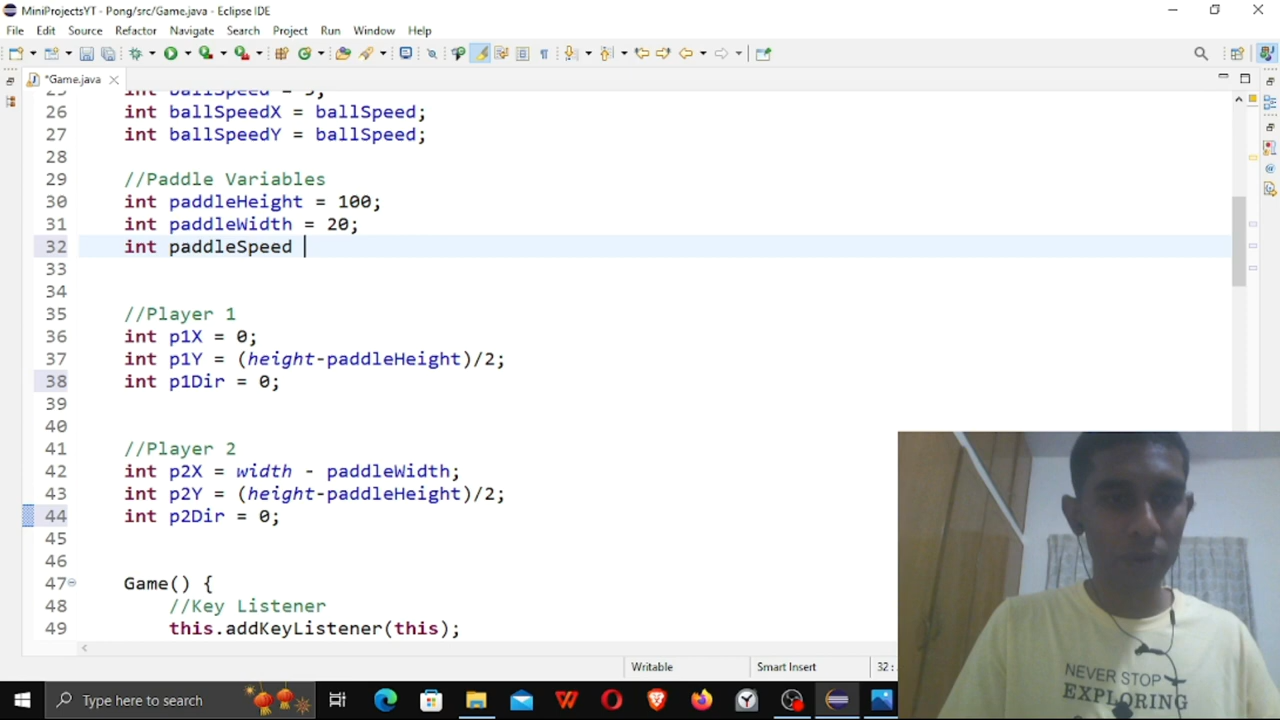 MiniProjectsYT - Pong/src/Game.java - Eclipse IDE
File Edit Source Refactor Navigate Search Project Run Window Help
*Game.java
26 int ballSpeedX = ballSpeed;
27 int ballSpeedY = ballSpeed;
28
29 //Paddle Variables
30 int paddleHeight = 100;
31 int paddleWidth = 20;
32 int paddleSpeed
33
34
35 //Player 1
36 int p1X = 0;
37 int p1Y = (height-paddleHeight)/2;
38 int p1Dir = 0;
39
40
41 //Player 2
42 int p2X = width - paddleWidth;
43 int p2Y = (height-paddleHeight)/2;
44 int p2Dir = 0;
45
46
47 Game() {
48 //Key Listener
49 this.addKeyListener(this);
NEVER STOP
EXPLORING
Writable Smart Insert 32:
Type here to search